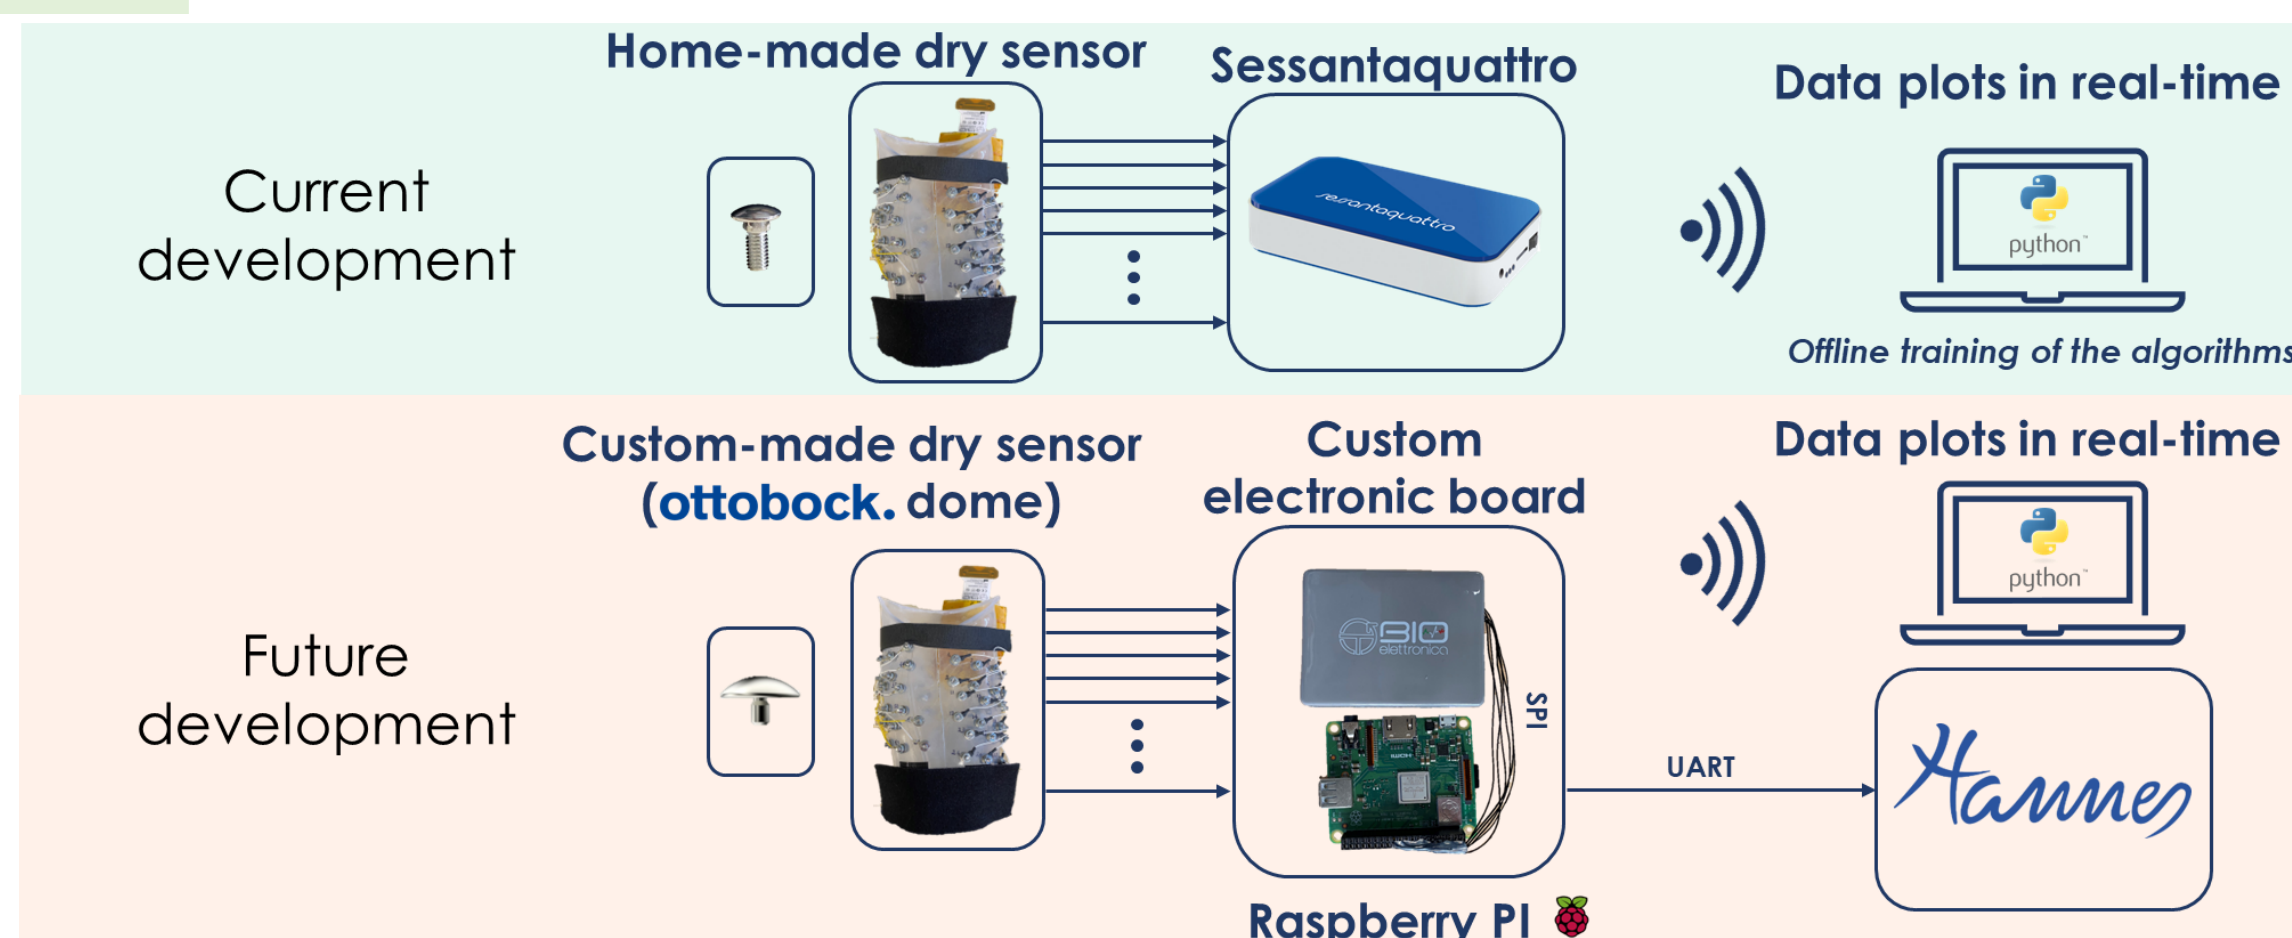 Home-made dry sensor
Sessantaquattro
Data plots in real-time
Current
development
sessantaquattro
python™
Offline training of the algorithms
Custom-made dry sensor
(ottobock. dome)
Custom
electronic board
Data plots in real-time
Future
development
BIO
elettronica
SPI
python™
UART
Hannes
Raspberry PI